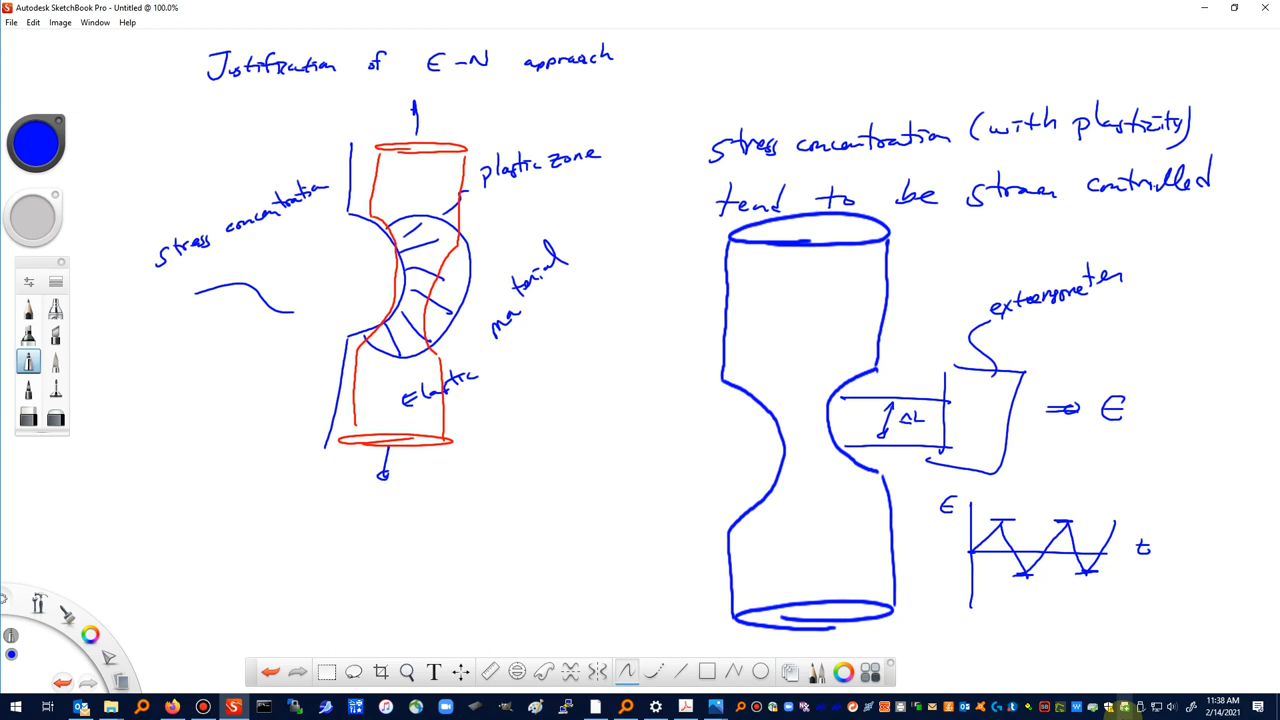 Autodesk SketchBook Pro - Untitled @ 100.0%
File Edit Image Window Help
Justification of E-N approach
stress concentration
plastic zone
material
Elastic
stress concentration (with plasticity)
tend to be strain controlled
extensometer
ΔL
⇒ ε
ε
t
T
11:38 AM
2/14/2021